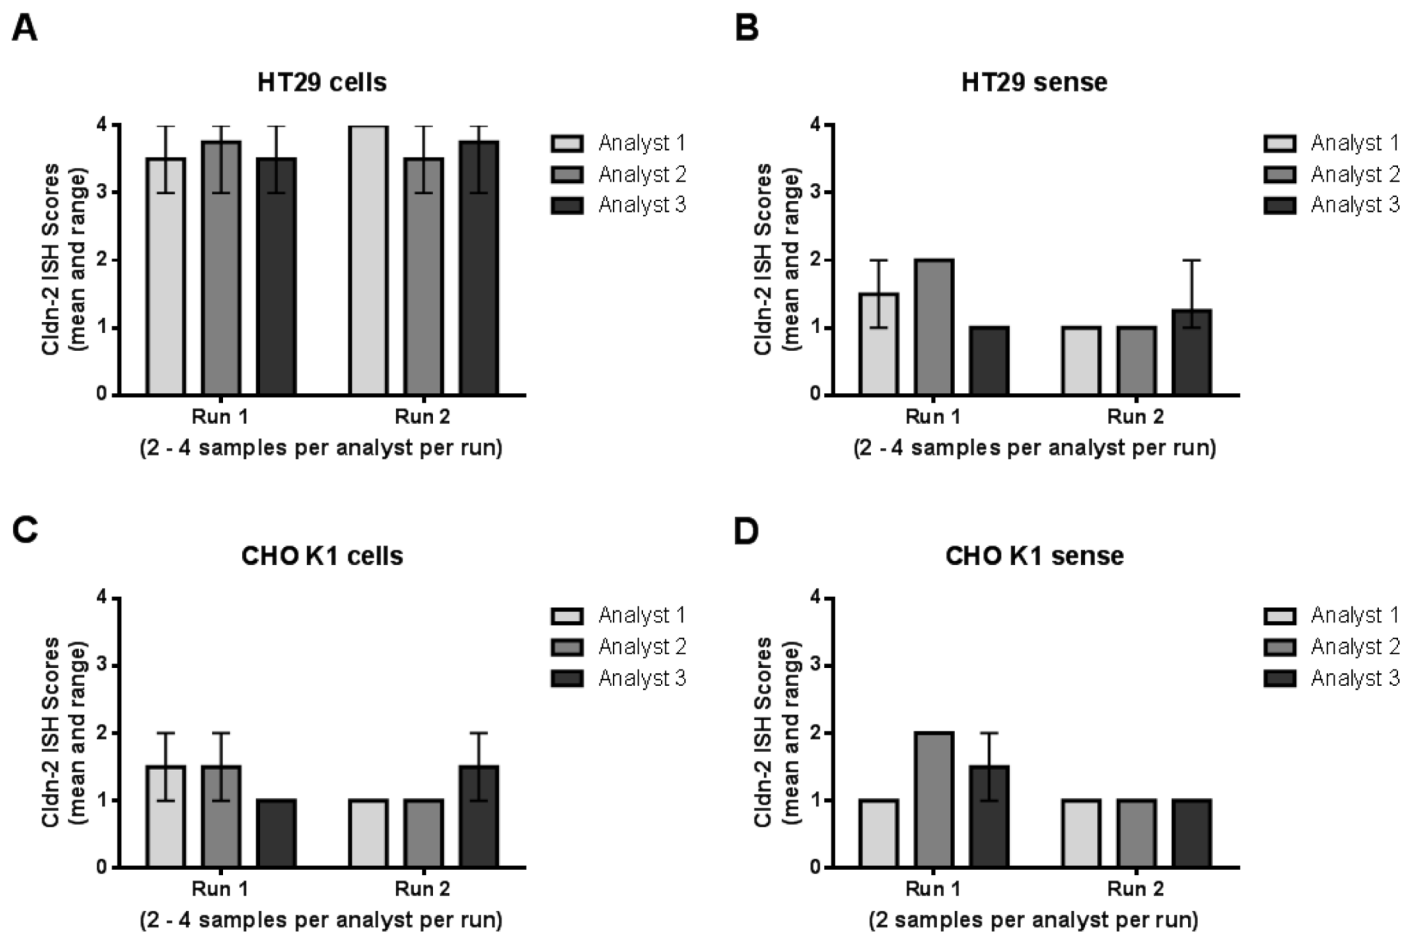 A
HT29 cells
Cldn-2 ISH Scores
(mean and range)
4
3
2
1
0
Run 1
Run 2
(2 - 4 samples per analyst per run)
Analyst 1
Analyst 2
Analyst 3
B
HT29 sense
Cldn-2 ISH Scores
(mean and range)
4
3
2
1
0
Run 1
Run 2
(2 - 4 samples per analyst per run)
Analyst 1
Analyst 2
Analyst 3
C
CHO K1 cells
Cldn-2 ISH Scores
(mean and range)
4
3
2
1
0
Run 1
Run 2
(2 - 4 samples per analyst per run)
Analyst 1
Analyst 2
Analyst 3
D
CHO K1 sense
Cldn-2 ISH Scores
(mean and range)
4
3
2
1
0
Run 1
Run 2
(2 samples per analyst per run)
Analyst 1
Analyst 2
Analyst 3